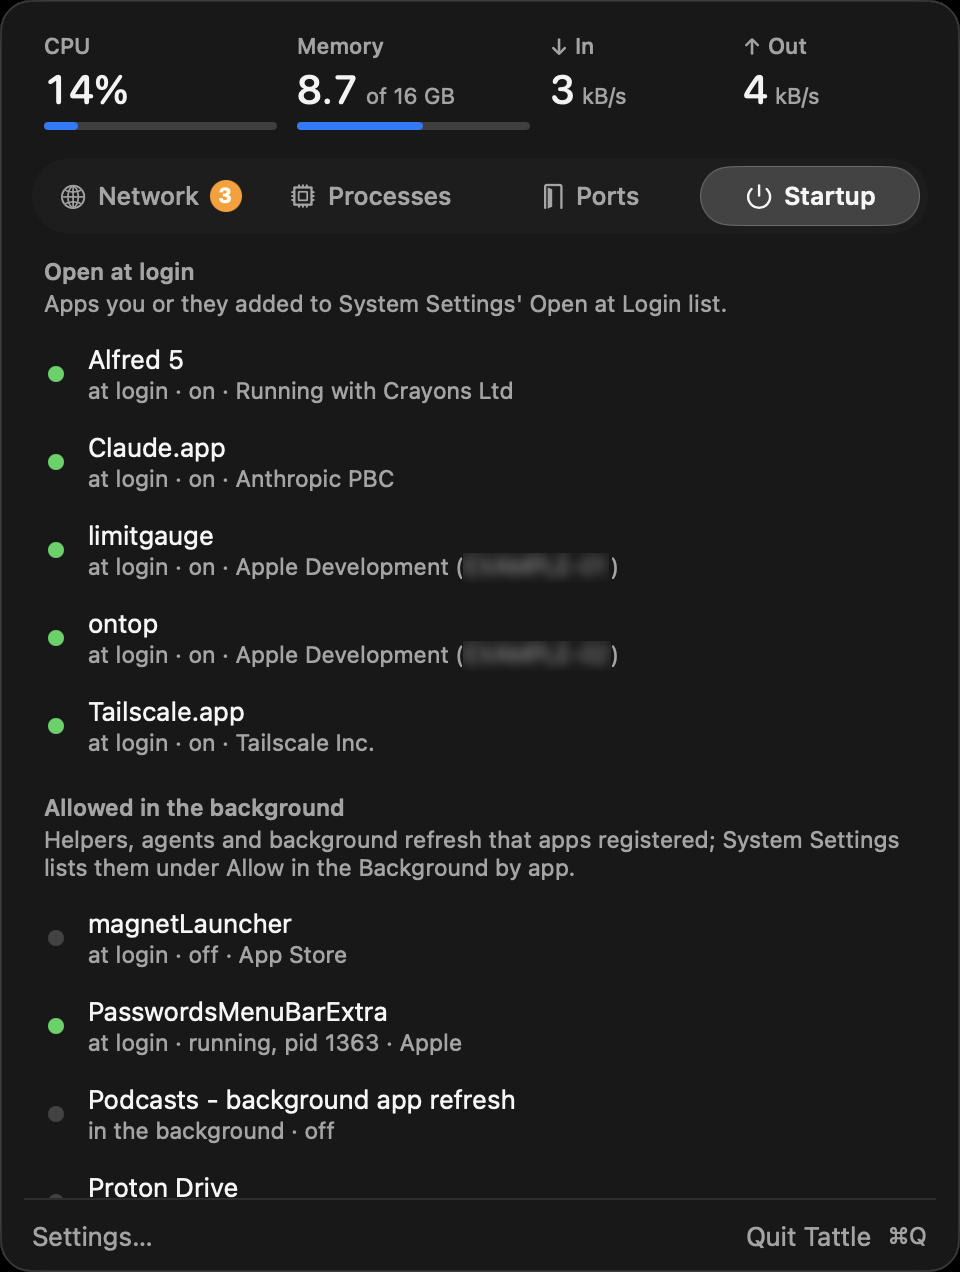 CPU
14%
Memory
8.7 of 16 GB
↓ In
3 kB/s
↑ Out
4 kB/s
Network 3
Processes
Ports
Startup
Open at login
Apps you or they added to System Settings' Open at Login list.
Alfred 5
at login · on · Running with Crayons Ltd
Claude.app
at login · on · Anthropic PBC
limitgauge
at login · on · Apple Development ( )
ontop
at login · on · Apple Development ( )
Tailscale.app
at login · on · Tailscale Inc.
Allowed in the background
Helpers, agents and background refresh that apps registered; System Settings
lists them under Allow in the Background by app.
magnetLauncher
at login · off · App Store
PasswordsMenuBarExtra
at login · running, pid 1363 · Apple
Podcasts - background app refresh
in the background · off
Proton Drive
Settings...
Quit Tattle ⌘Q